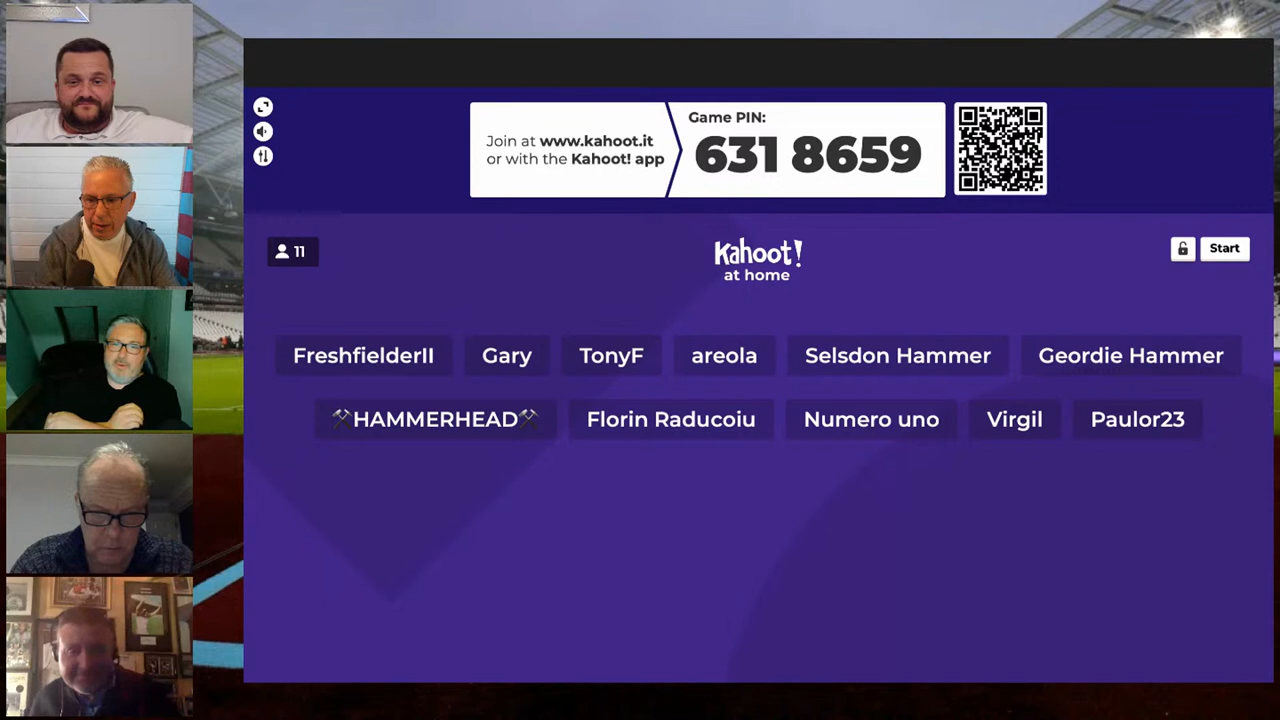 Join at www.kahoot.it
or with the Kahoot! app
Game PIN:
631 8659
11
Kahoot!
at home
Start
FreshfielderII Gary TonyF areola Selsdon Hammer Geordie Hammer
⚒HAMMERHEAD⚒ Florin Raducoiu Numero uno Virgil Paulor23